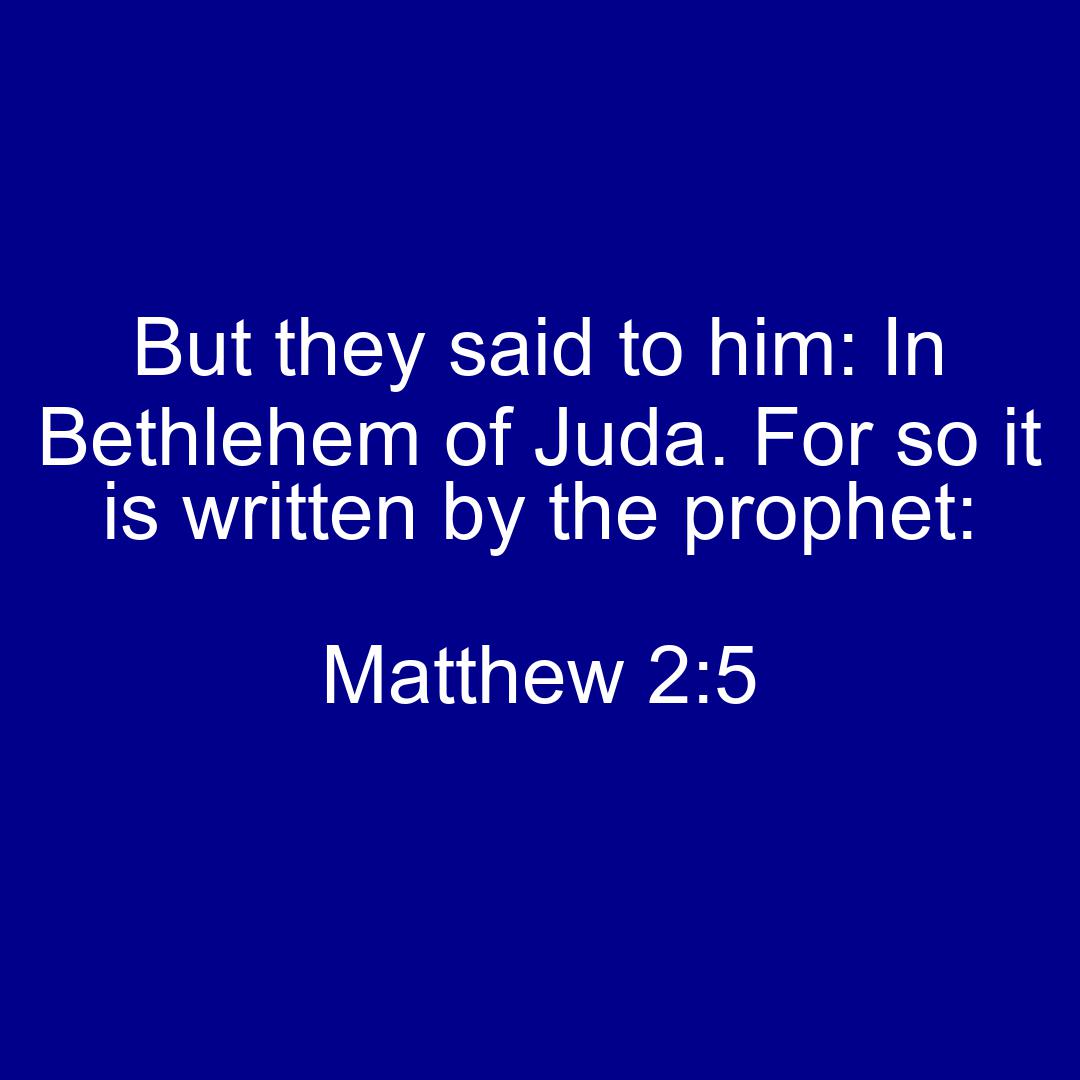 But they said to him: In
Bethlehem of Juda. For so it
is written by the prophet:
Matthew 2:5